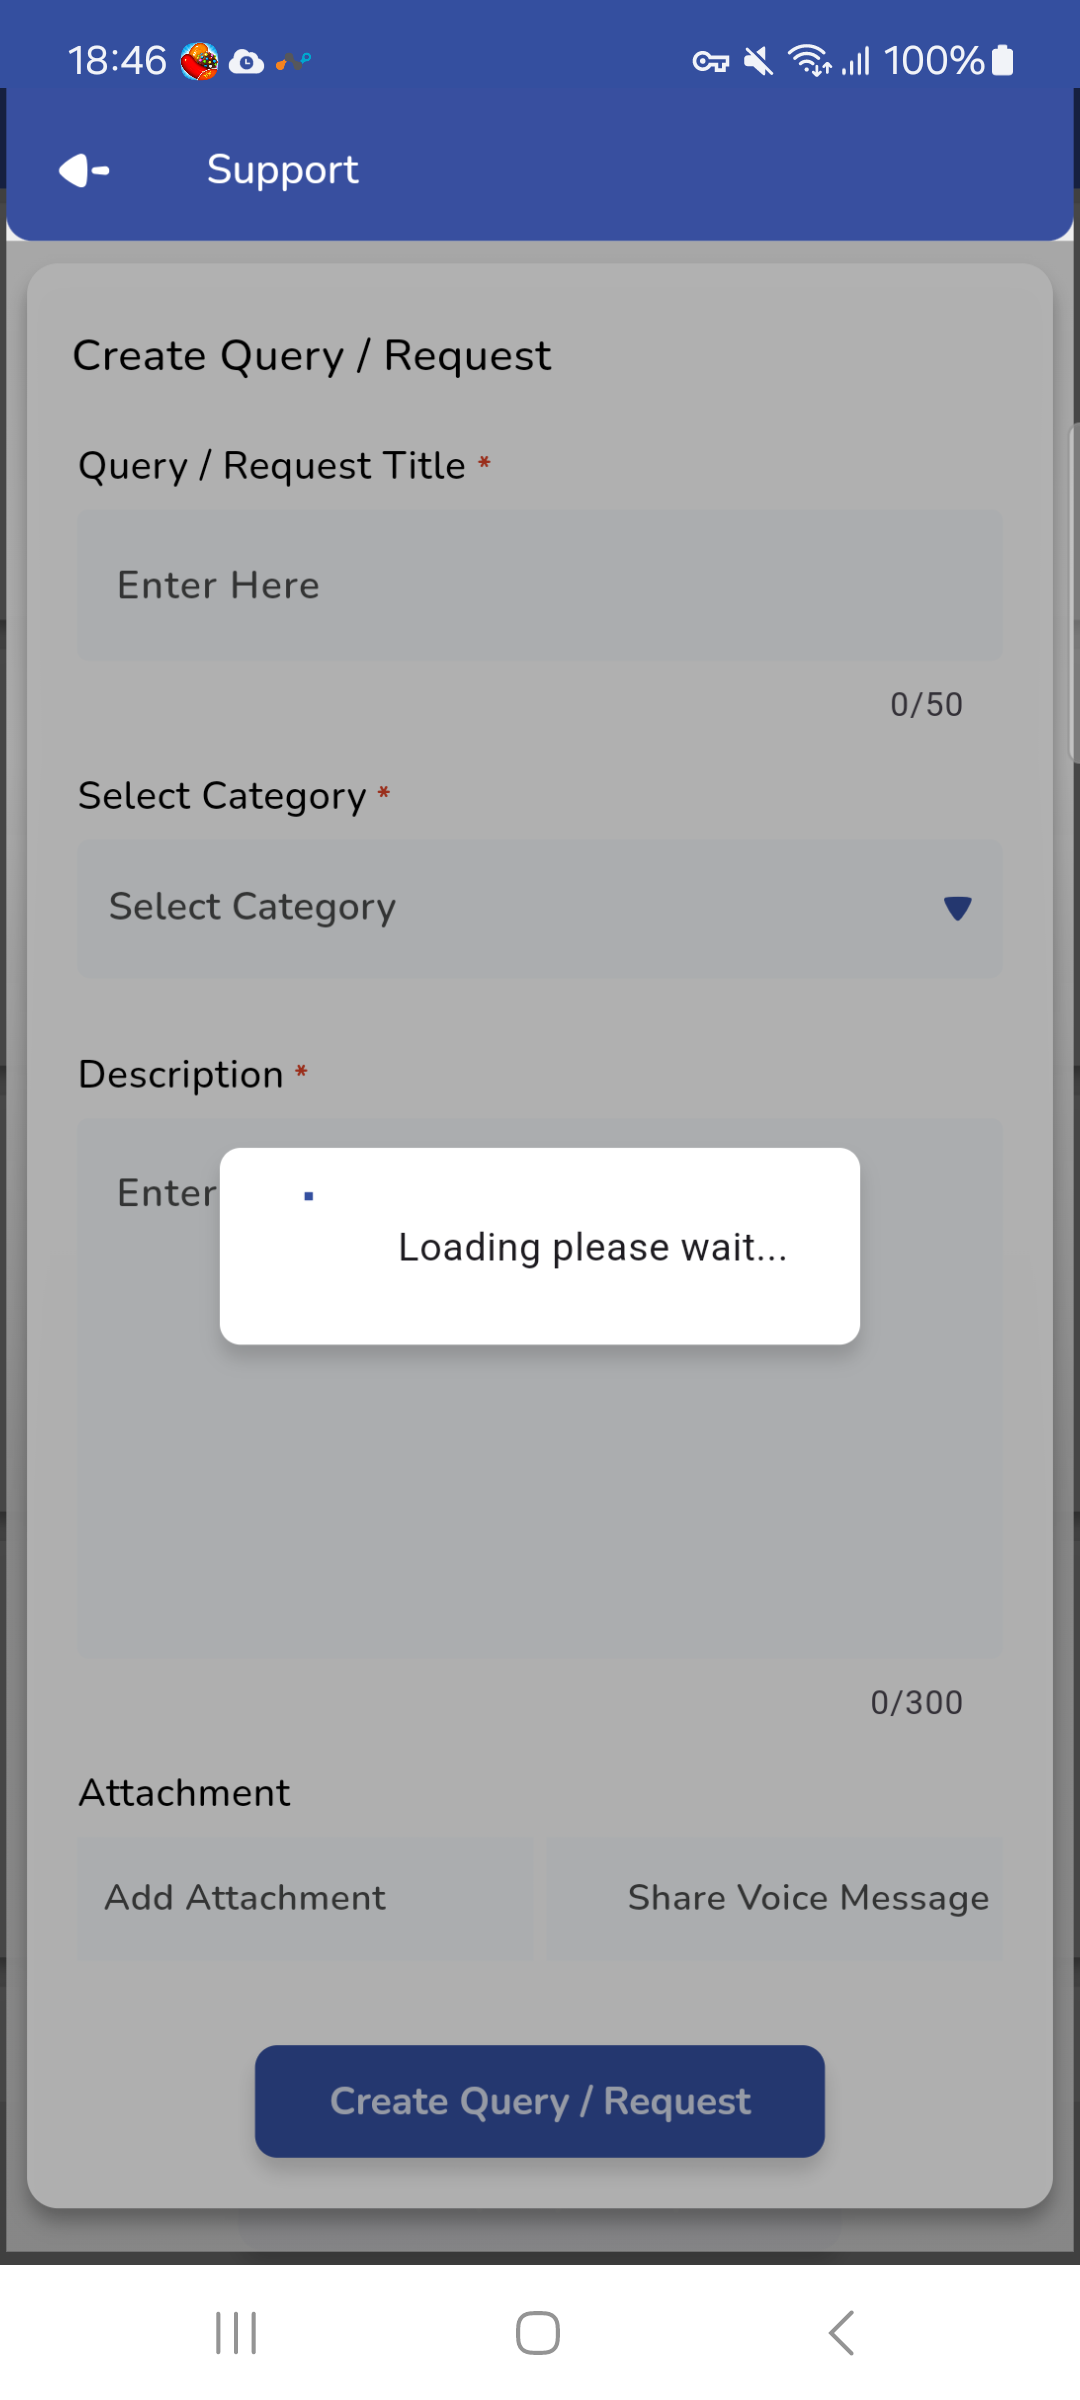 18:46
100%
Support
Create Query / Request
Query / Request Title *
Enter Here
0/50
Select Category *
Select Category
Description *
Enter
Loading please wait...
0/300
Attachment
Add Attachment
Share Voice Message
Create Query / Request